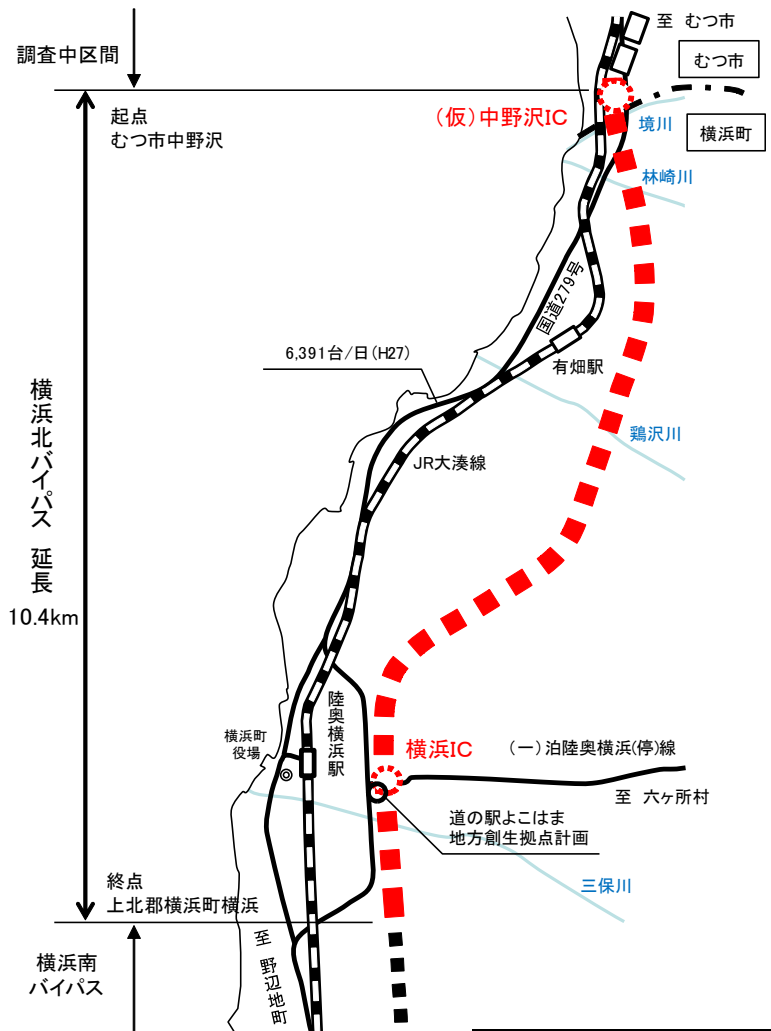 至 むつ市
調査中区間
むつ市
起点
むつ市中野沢
(仮)中野沢IC
境川
横浜町
林崎川
国道279号
6,391台/日(H27)
有畑駅
横浜北バイパス 延長
10.4km
鶏沢川
JR大湊線
陸奥横浜駅
横浜町
役場
横浜IC
(一)泊陸奥横浜(停)線
至 六ヶ所村
道の駅よこはま
地方創生拠点計画
終点
上北郡横浜町横浜
三保川
至 野辺地町
横浜南
バイパス